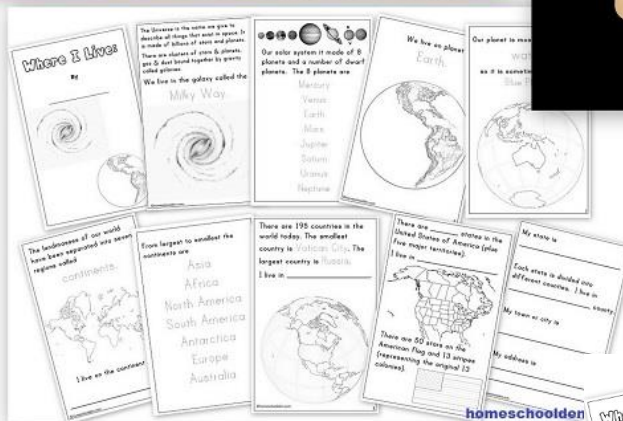 Where I Lives
By
The Universe is the name we give to
describe all things that exist in space. It
is made of billions of stars and planets.
There are clusters of stars & planets,
gas & dust bound together by gravity
called galaxies.
We live in the galaxy called the
Milky Way.
Our solar system it made of 8
planets and a number of dwarf
planets. The 8 planets are
Mercury
Venus
Earth
Mars
Jupiter
Saturn
Uranus
Neptune
We live on planet
Earth.
Our planet is
so it is
The landmasses of our world
have been separated into seven
regions called
continents.
I live on the continent
From largest to smallest the
continents are
Asia
Africa
North America
South America
Antarctica
Europe
Australia
There are 195 countries in the
world today. The smallest
country is Vatican City. The
largest country is Russia.
I live in
There are states in the
United States of America (plus
five major territories).
I live in
There are 50 stars on the
American Flag and 13 stripes
(representing the original 13
colonies).
My state is
Each state is divided into
different counties. I live in
county.
My town or city is
My address is
homeschoolden